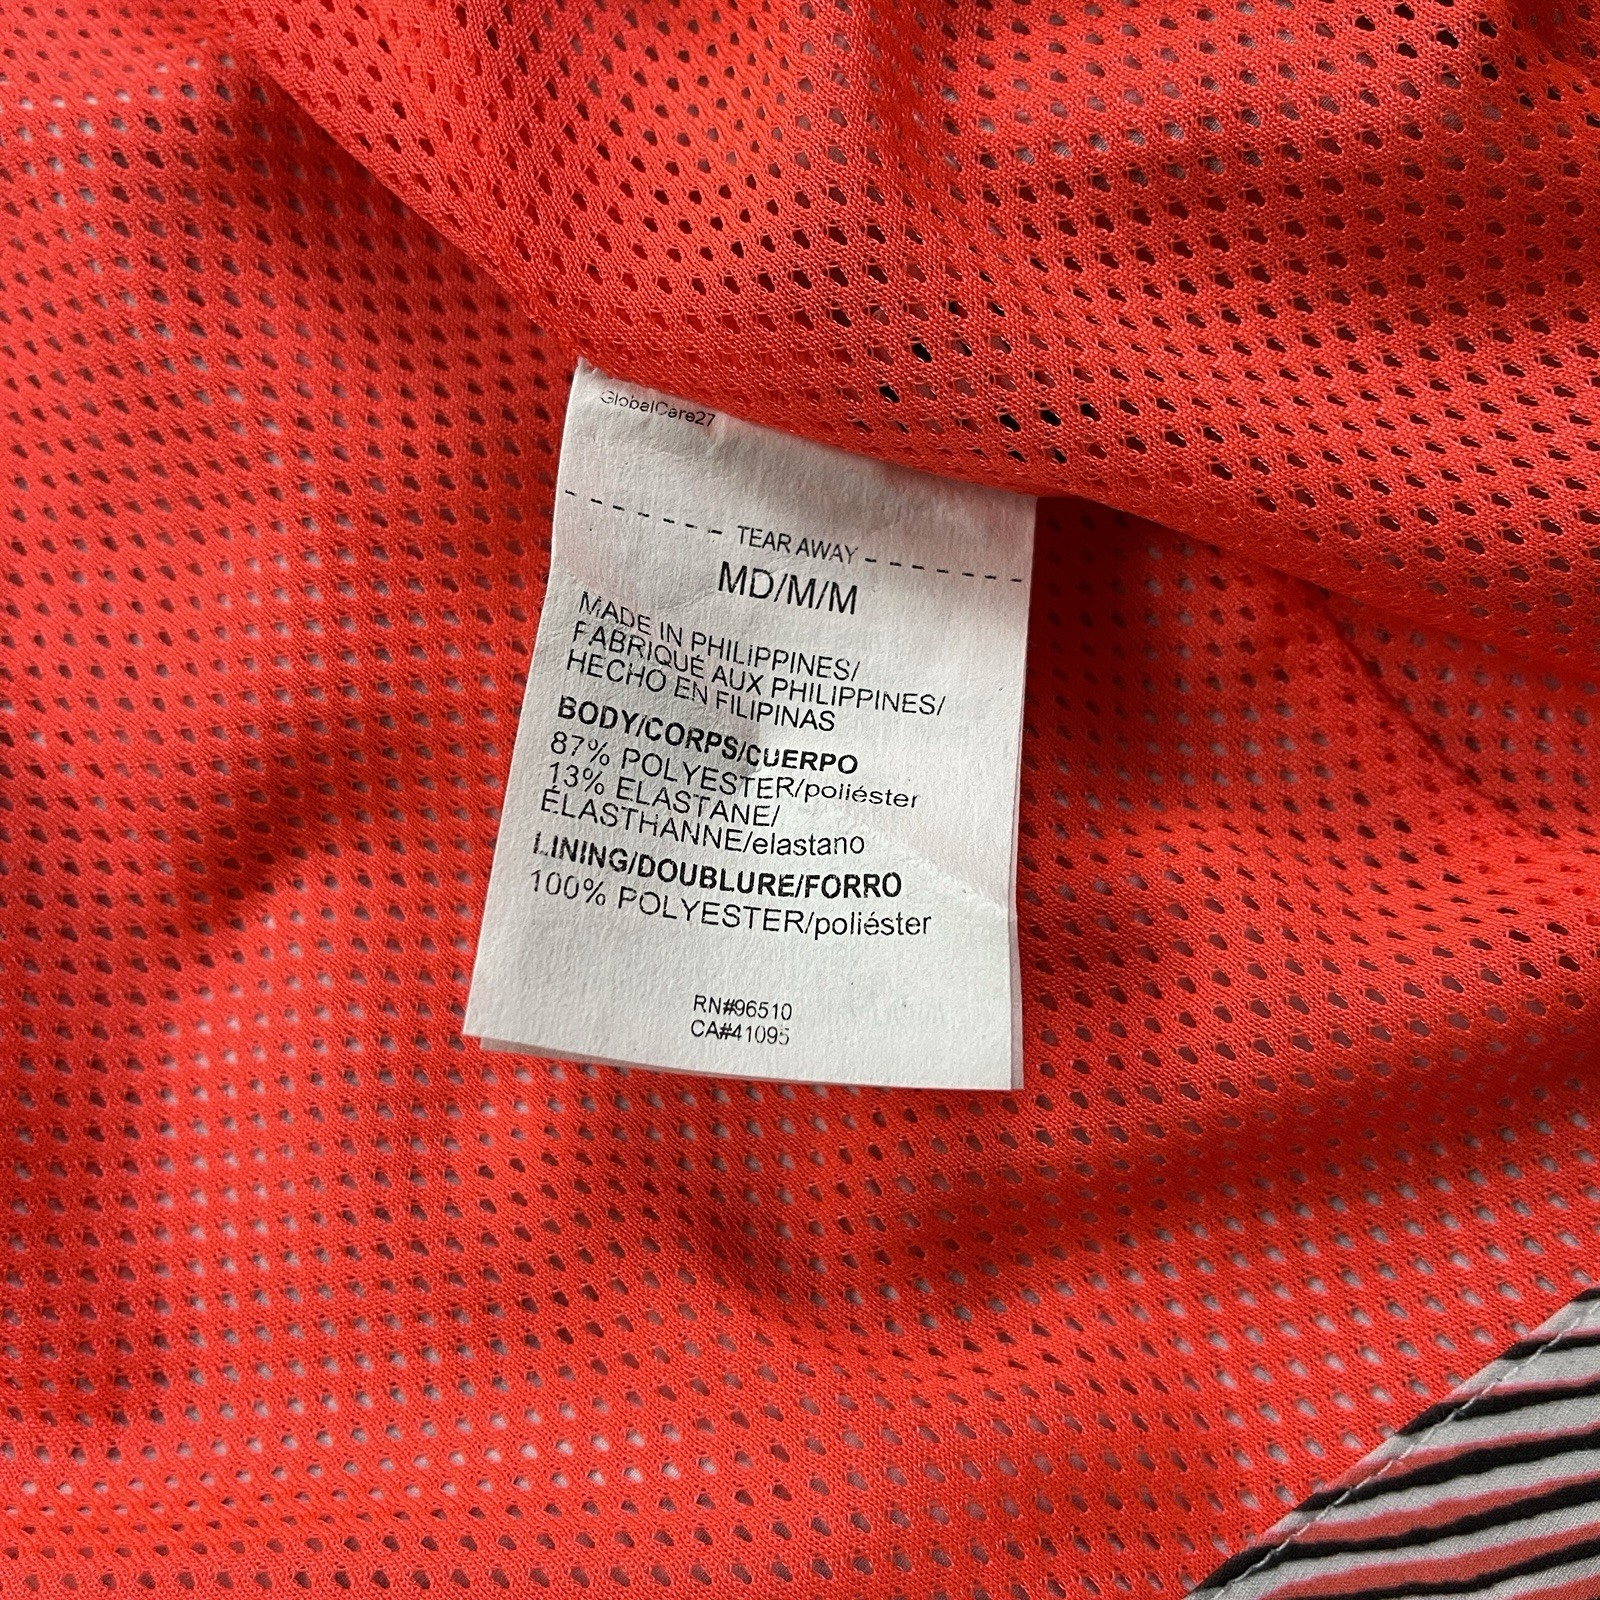 GlobalCare27
- - - - - - TEAR AWAY - - - - - - -
MD/M/M
MADE IN PHILIPPINES/
FABRIQUÉ AUX PHILIPPINES/
HECHO EN FILIPINAS
BODY/CORPS/CUERPO
87% POLYESTER/poliéster
13% ELASTANE/
ÉLASTHANNE/elastano
LINING/DOUBLURE/FORRO
100% POLYESTER/poliéster
RN#96510
CA#41095